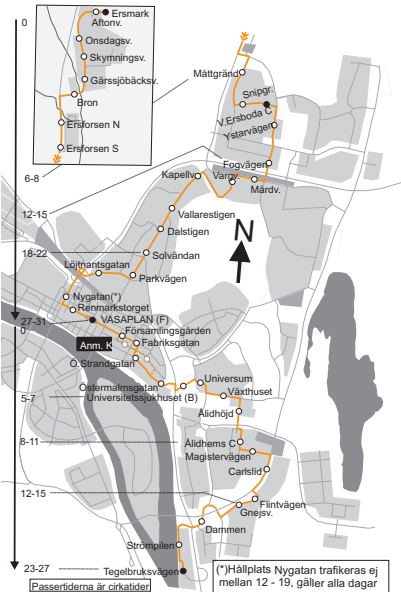 0
Ersmark
Aftonv.
Onsdagsv.
Skymningsv.
Gärssjöbäcksv.
Bron
Ersforsen N
Ersforsen S
Måttgränd
Snipgr.
V,Ersboda C
Ystarvägen
Fogvägen
6-8
Kapellv.
Vargv.
Mårdv.
12-15
Vallarestigen
Dalstigen
N
18-22
Solvändan
Löjtnantsgatan
Parkvägen
Nygatan(*)
Renmarkstorget
27-31
VASAPLAN (F)
0
Församlingsgården
Anm. K
Fabriksgatan
Ö.Strandgatan
Östermalmsgatan
Universum
5-7
Universitetssjukhuset (B)
Växthuset
Ålidhöjd
8-11
Ålidhems C
Magistervägen
Carlslid
12-15
Flintvägen
Gnejsv.
Dammen
Strömpilen
23-27
Tegelbruksvägen
(*)Hållplats Nygatan trafikeras ej
mellan 12 - 19, gäller alla dagar
Passertiderna är cirkatider